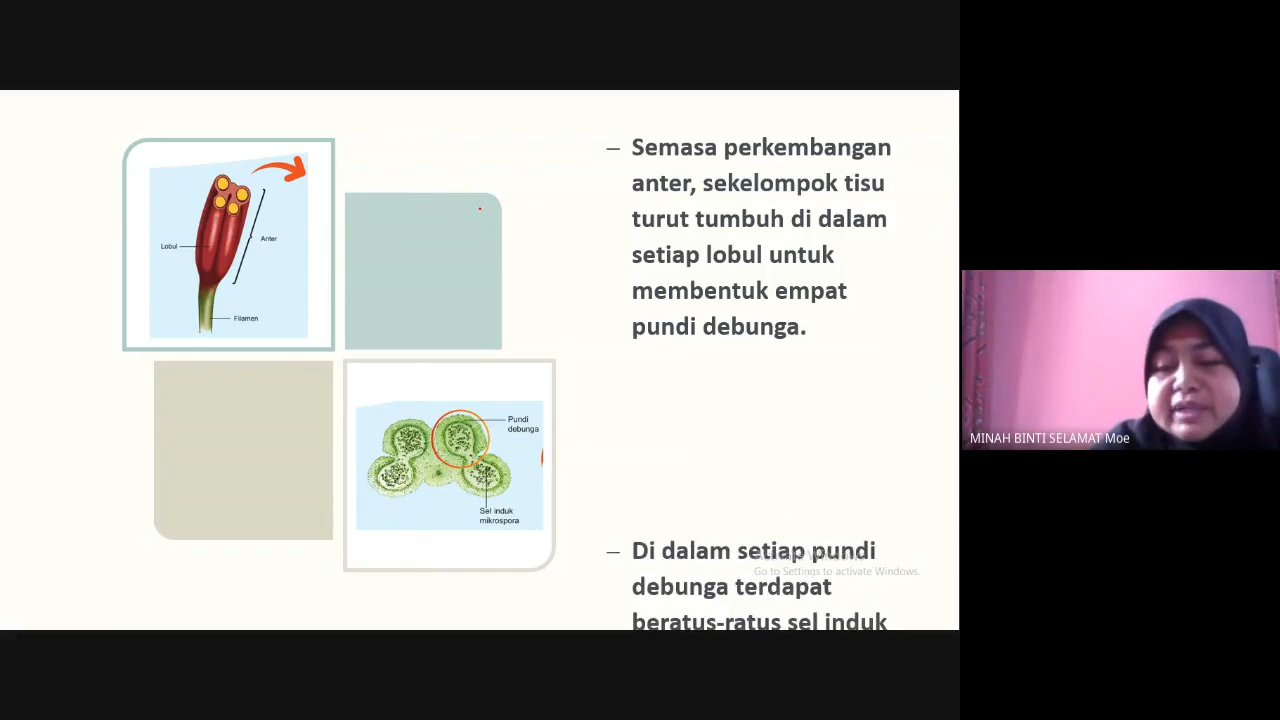 Lobul
Anter
Filamen
Pundi
debunga
Sel induk
mikrospora
– Semasa perkembangan
anter, sekelompok tisu
turut tumbuh di dalam
setiap lobul untuk
membentuk empat
pundi debunga.
– Di dalam setiap pundi
debunga terdapat
beratus-ratus sel induk
Activate Windows
Go to Settings to activate Windows.
MINAH BINTI SELAMAT Moe